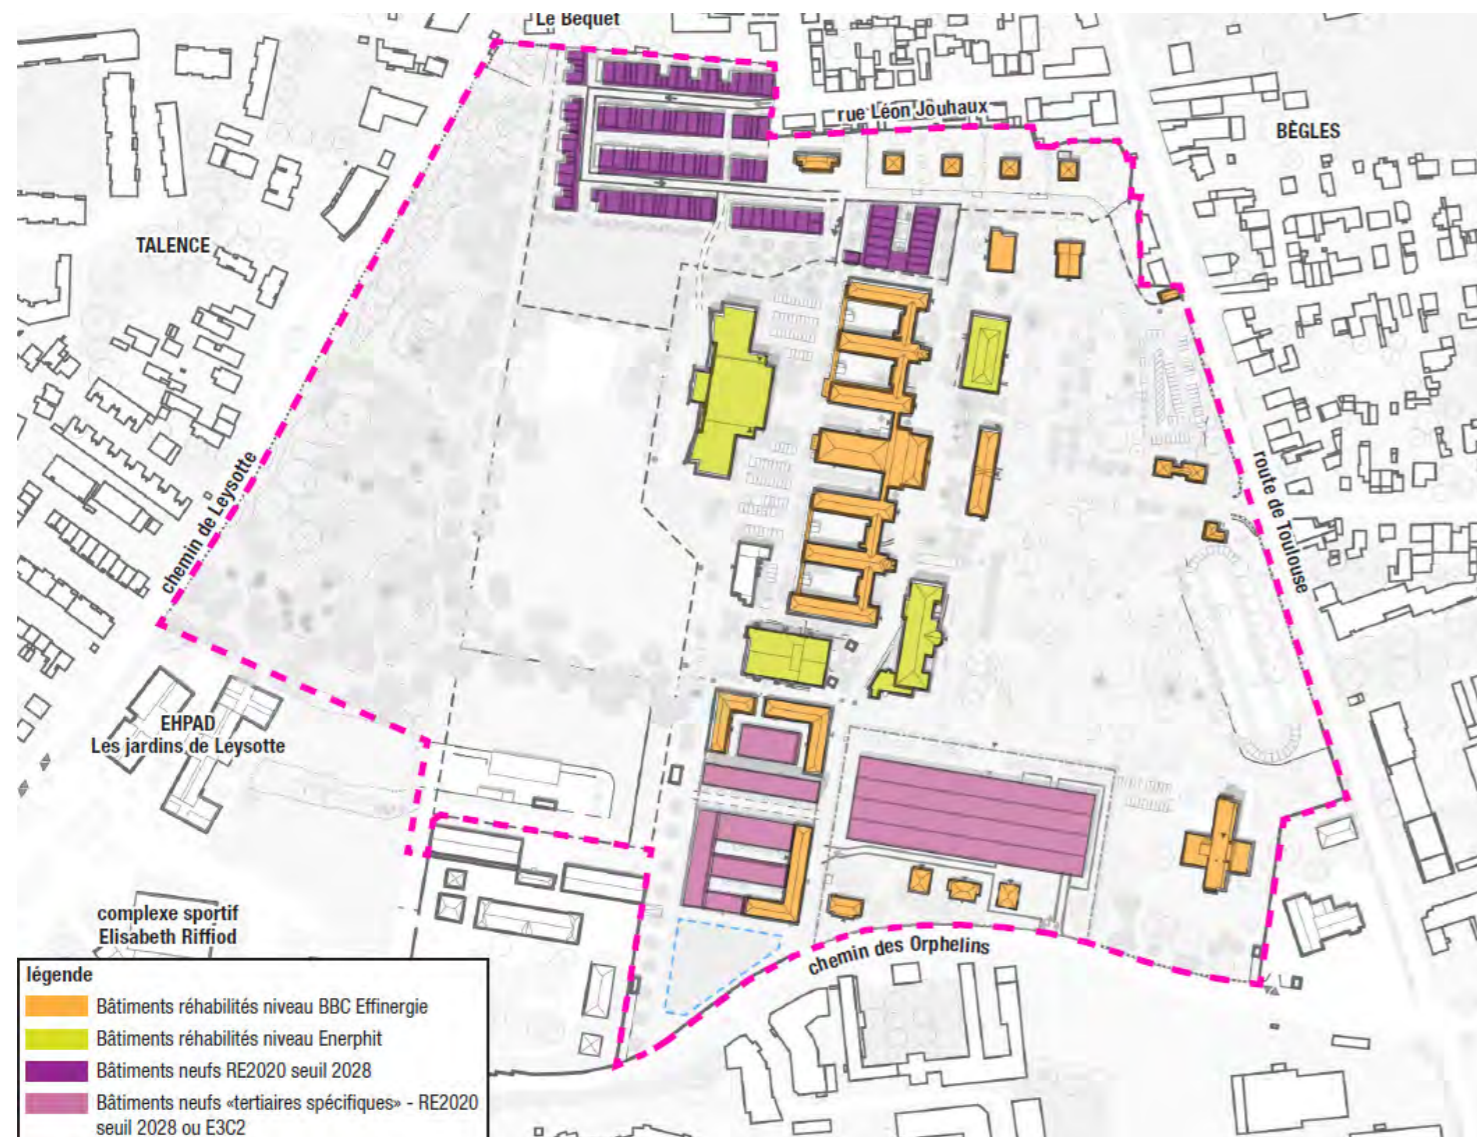 Le Bequet
rue Léon Jouhaux
BÈGLES
TALENCE
chemin de Leysotte
route de Toulouse
EHPAD
Les jardins de Leysotte
complexe sportif
Elisabeth Riffiod
chemin des Orphelins
légende
Bâtiments réhabilités niveau BBC Effinergie
Bâtiments réhabilités niveau Enerphit
Bâtiments neufs RE2020 seuil 2028
Bâtiments neufs «tertiaires spécifiques» - RE2020
seuil 2028 ou E3C2